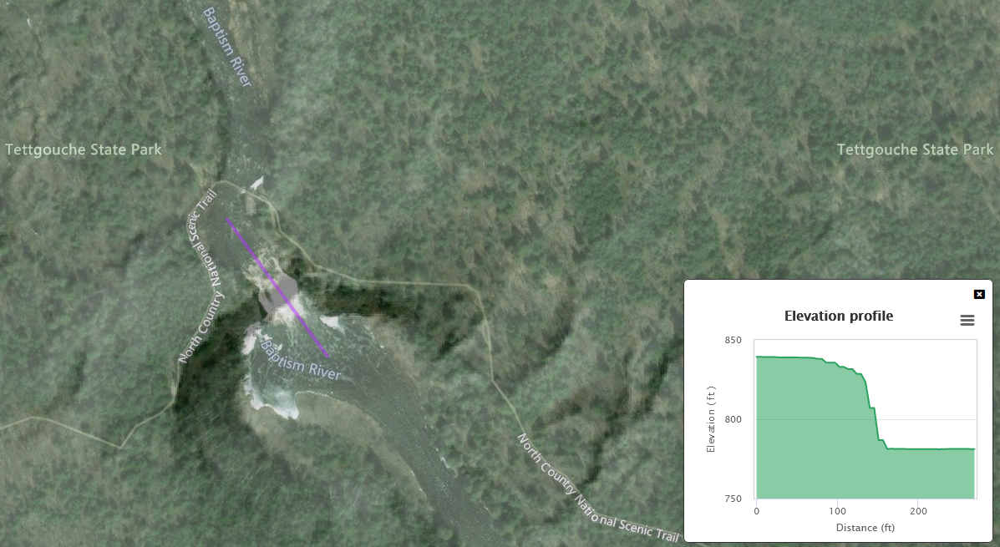 Baptism River
Tettgouche State Park
Tettgouche State Park
North Country National Scenic Trail
Baptism River
North Country National Scenic Trail
Elevation profile
850
800
750
Elevation (ft)
0
100
200
Distance (ft)